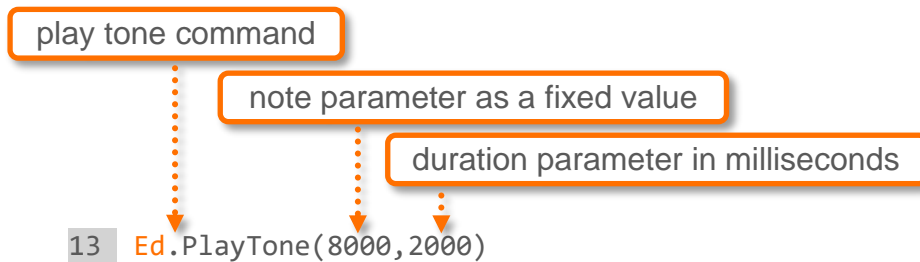 play tone command
note parameter as a fixed value
duration parameter in milliseconds
13 Ed.PlayTone(8000,2000)